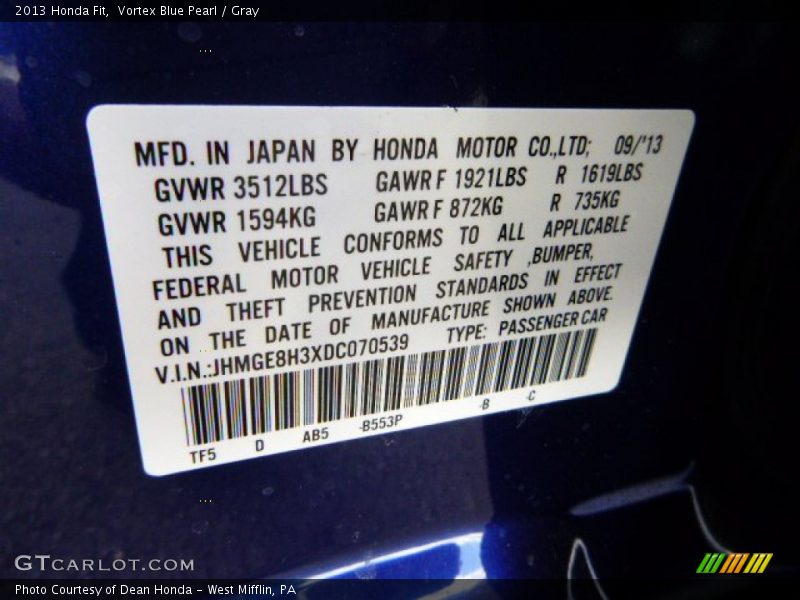 2013 Honda Fit,  Vortex Blue Pearl / Gray
MFD. IN JAPAN BY HONDA MOTOR CO.,LTD; 09/'13
GVWR 3512LBS GAWR F 1921LBS R 1619LBS
GVWR 1594KG GAWR F 872KG R 735KG
THIS VEHICLE CONFORMS TO ALL APPLICABLE
FEDERAL MOTOR VEHICLE SAFETY ,BUMPER,
AND THEFT PREVENTION STANDARDS IN EFFECT
ON THE DATE OF MANUFACTURE SHOWN ABOVE.
V.I.N.:JHMGE8H3XDC070539 TYPE: PASSENGER CAR
TF5 D AB5 -B553P -B -C
GTCARLOT.COM
Photo Courtesy of Dean Honda - West Mifflin, PA